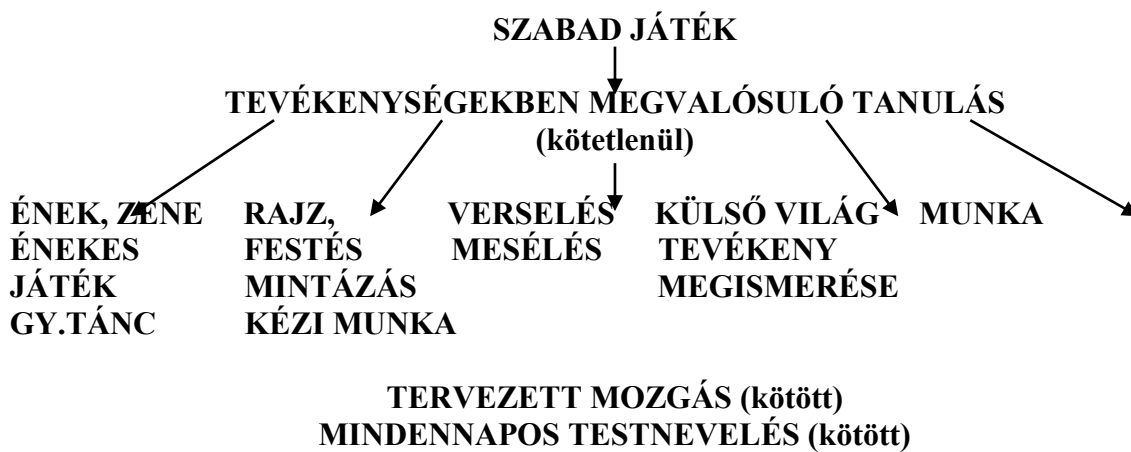 SZABAD JÁTÉK
TEVÉKENYSÉGEKBEN MEGVALÓSULÓ TANULÁS
(kötetlenül)
ÉNEK, ZENE RAJZ, VERSELÉS KÜLSŐ VILÁG MUNKA
ÉNEKES FESTÉS MESÉLÉS TEVÉKENY
JÁTÉK MINTÁZÁS MEGISMERÉSE
GY.TÁNC KÉZI MUNKA
TERVEZETT MOZGÁS (kötött)
MINDENNAPOS TESTNEVELÉS (kötött)